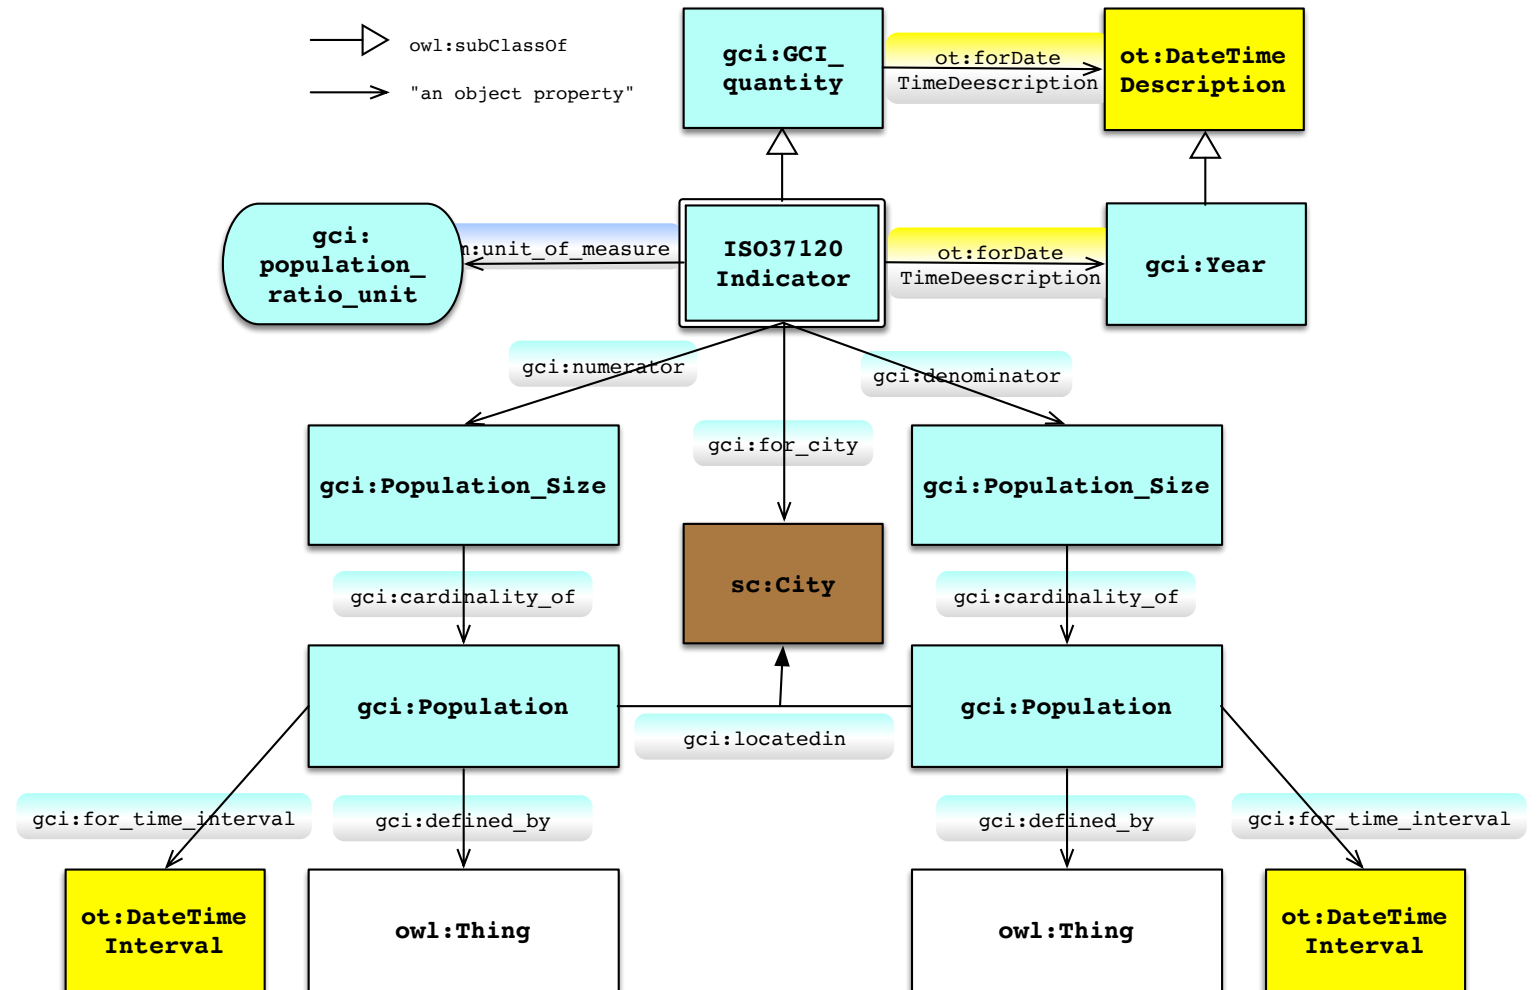 owl:subClassOf
"an object property"
gci:GCI_
quantity
ot:forDate
TimeDeescription
ot:DateTime
Description
gci:
population_
ratio_unit
:unit_of_measure
ISO37120
Indicator
ot:forDate
TimeDeescription
gci:Year
gci:numerator
gci:denominator
gci:for_city
gci:Population_Size
gci:Population_Size
sc:City
gci:cardinality_of
gci:cardinality_of
gci:Population
gci:Population
gci:locatedin
gci:for_time_interval
gci:defined_by
gci:defined_by
gci:for_time_interval
ot:DateTime
Interval
owl:Thing
owl:Thing
ot:DateTime
Interval